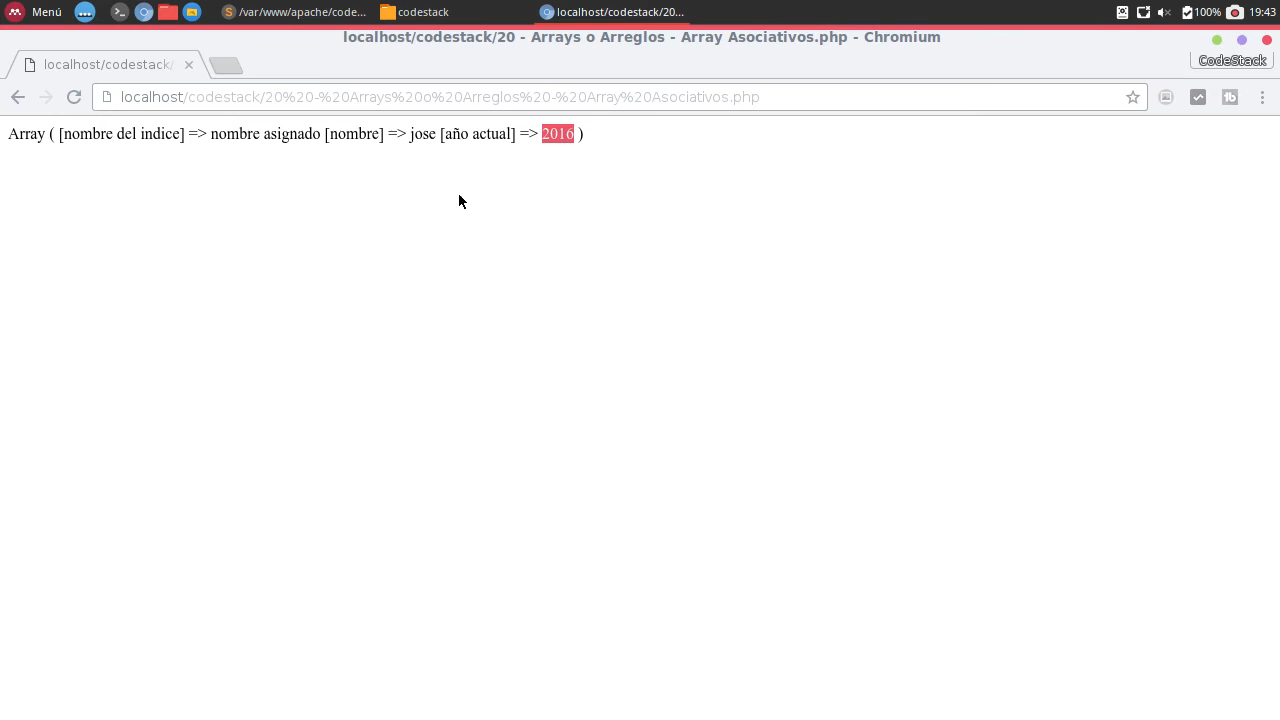 Menú /var/www/apache/code... codestack localhost/codestack/20... 100% 19:43
localhost/codestack/20 - Arrays o Arreglos - Array Asociativos.php - Chromium
localhost/codestack/ CodeStack
localhost/codestack/20%20-%20Arrays%20o%20Arreglos%20-%20Array%20Asociativos.php
Array ( [nombre del indice] => nombre asignado [nombre] => jose [año actual] => 2016 )